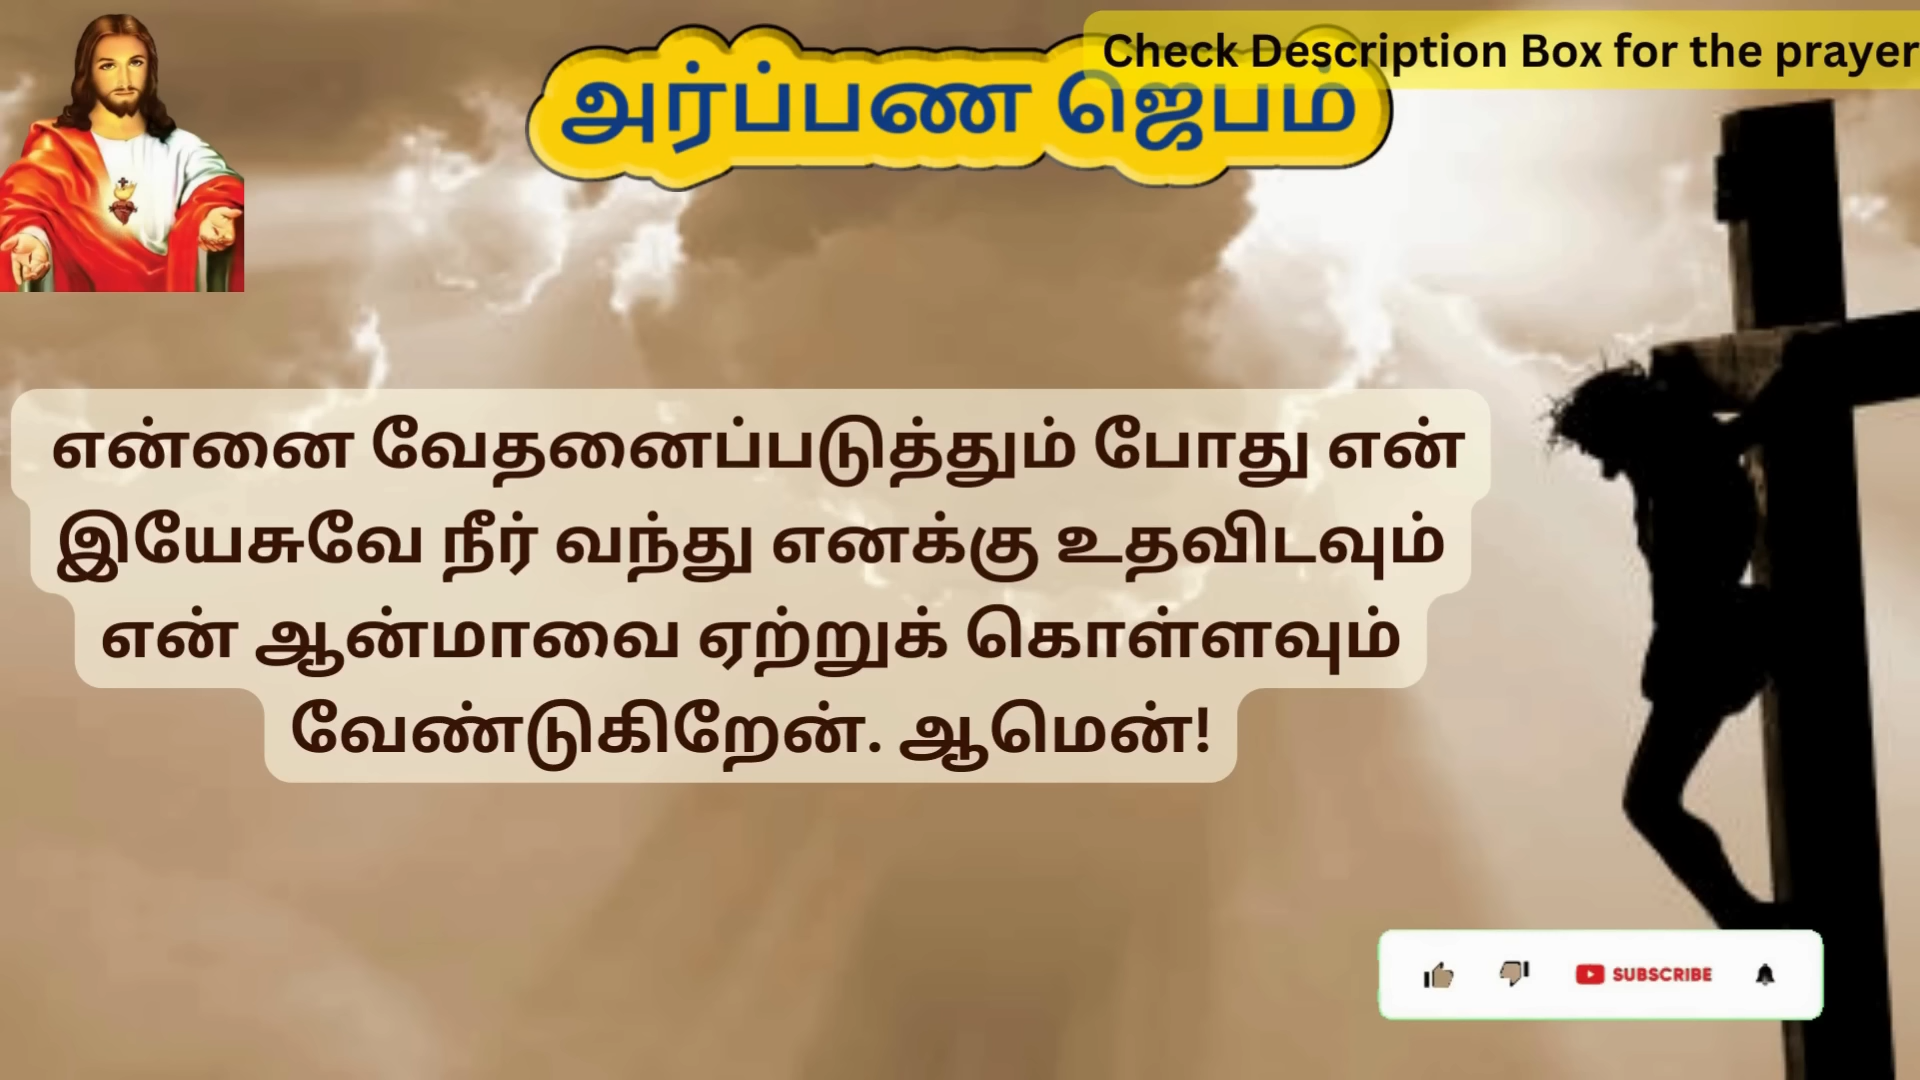 Check Description Box for the prayer
அர்ப்பண ஜெபம்
என்னை வேதனைப்படுத்தும் போது என்
இயேசுவே நீர் வந்து எனக்கு உதவிடவும்
என் ஆன்மாவை ஏற்றுக் கொள்ளவும்
வேண்டுகிறேன். ஆமென்!
SUBSCRIBE